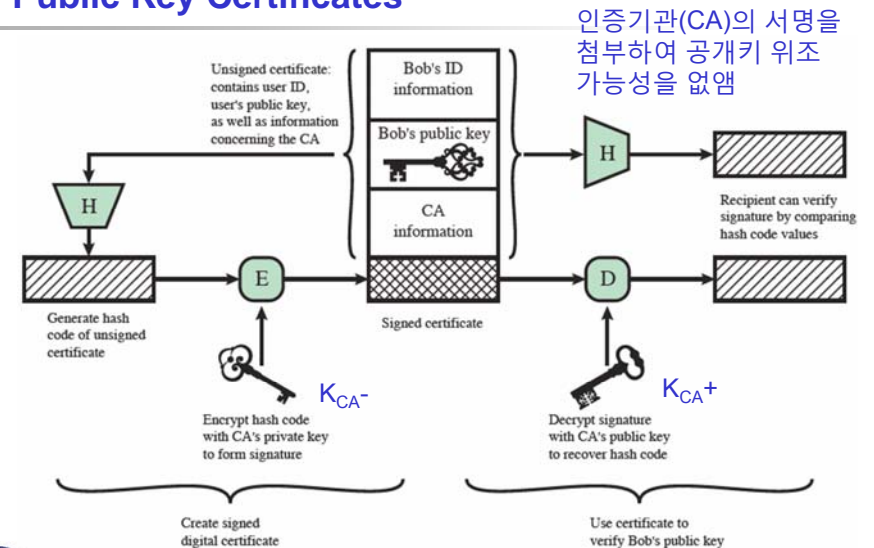 Public Key Certificates
인증기관(CA)의 서명을
첨부하여 공개키 위조
가능성을 없앰
Unsigned certificate:
contains user ID,
user's public key,
as well as information
concerning the CA
Bob's ID
information
Bob's public key
CA
information
H
H
Recipient can verify
signature by comparing
hash code values
E
D
Generate hash
code of unsigned
certificate
Signed certificate
K_CA-
Encrypt hash code
with CA's private key
to form signature
K_CA+
Decrypt signature
with CA's public key
to recover hash code
Create signed
digital certificate
Use certificate to
verify Bob's public key